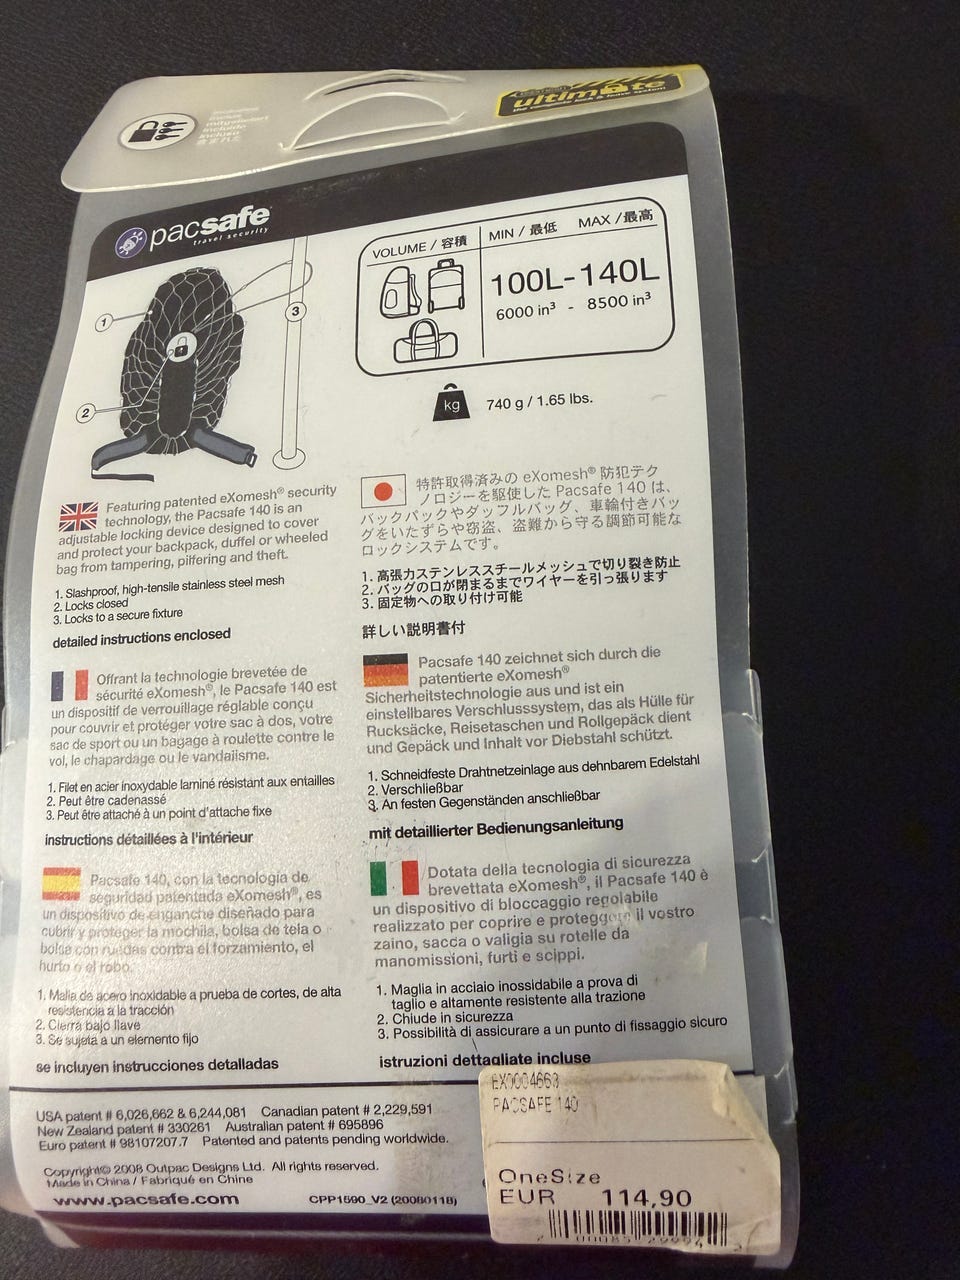 ultimate
the complete lock & leave system
pacsafe
travel security
1
2
3
VOLUME / 容積
MIN / 最低
MAX / 最高
100L-140L
6000 in³ - 8500 in³
kg
740 g / 1.65 lbs.
Featuring patented eXomesh® security
technology, the Pacsafe 140 is an
adjustable locking device designed to cover
and protect your backpack, duffel or wheeled
bag from tampering, pilfering and theft.
1. Slashproof, high-tensile stainless steel mesh
2. Locks closed
3. Locks to a secure fixture
detailed instructions enclosed
特許取得済みの eXomesh® 防犯テク
ノロジーを駆使した Pacsafe 140 は、
バックパックやダッフルバッグ、車輪付きバッ
グをいたずらや窃盗、盗難から守る調節可能な
ロックシステムです。
1. 高張力ステンレススチールメッシュで切り裂き防止
2. バッグの口が閉まるまでワイヤーを引っ張ります
3. 固定物への取り付け可能
詳しい説明書付
Offrant la technologie brevetée de
sécurité eXomesh®, le Pacsafe 140 est
un dispositif de verrouillage réglable conçu
pour couvrir et protéger votre sac à dos, votre
sac de sport ou un bagage à roulette contre le
vol, le chapardage ou le vandalisme.
1. Filet en acier inoxydable laminé résistant aux entailles
2. Peut être cadenassé
3. Peut être attaché à un point d'attache fixe
instructions détaillées à l'intérieur
Pacsafe 140 zeichnet sich durch die
patentierte eXomesh®
Sicherheitstechnologie aus und ist ein
einstellbares Verschlusssystem, das als Hülle für
Rucksäcke, Reisetaschen und Rollgepäck dient
und Gepäck und Inhalt vor Diebstahl schützt.
1. Schneidfeste Drahtnetzeinlage aus dehnbarem Edelstahl
2. Verschließbar
3. An festen Gegenständen anschließbar
mit detaillierter Bedienungsanleitung
Pacsafe 140, con la tecnología de
seguridad patentada eXomesh®, es
un dispositivo de enganche diseñado para
cubrir y proteger la mochila, bolsa de tela o
bolsa con ruedas contra el forzamiento, el
hurto o el robo.
1. Malla de acero inoxidable a prueba de cortes, de alta
resistencia a la tracción
2. Cierra bajo llave
3. Se sujeta a un elemento fijo
se incluyen instrucciones detalladas
Dotata della tecnologia di sicurezza
brevettata eXomesh®, il Pacsafe 140 è
un dispositivo di bloccaggio regolabile
realizzato per coprire e proteggere il vostro
zaino, sacca o valigia su rotelle da
manomissioni, furti e scippi.
1. Maglia in acciaio inossidabile a prova di
taglio e altamente resistente alla trazione
2. Chiude in sicurezza
3. Possibilità di assicurare a un punto di fissaggio sicuro
istruzioni dettagliate incluse
USA patent # 6,026,662 & 6,244,081 Canadian patent # 2,229,591
New Zealand patent # 330261 Australian patent # 695896
Euro patent # 98107207.7 Patented and patents pending worldwide.
Copyright© 2008 Outpac Designs Ltd. All rights reserved.
Made in China / Fabriqué en Chine
www.pacsafe.com
CPP1590_V2 (20080118)
EX0004663
PACSAFE 140
OneSize
EUR 114,90